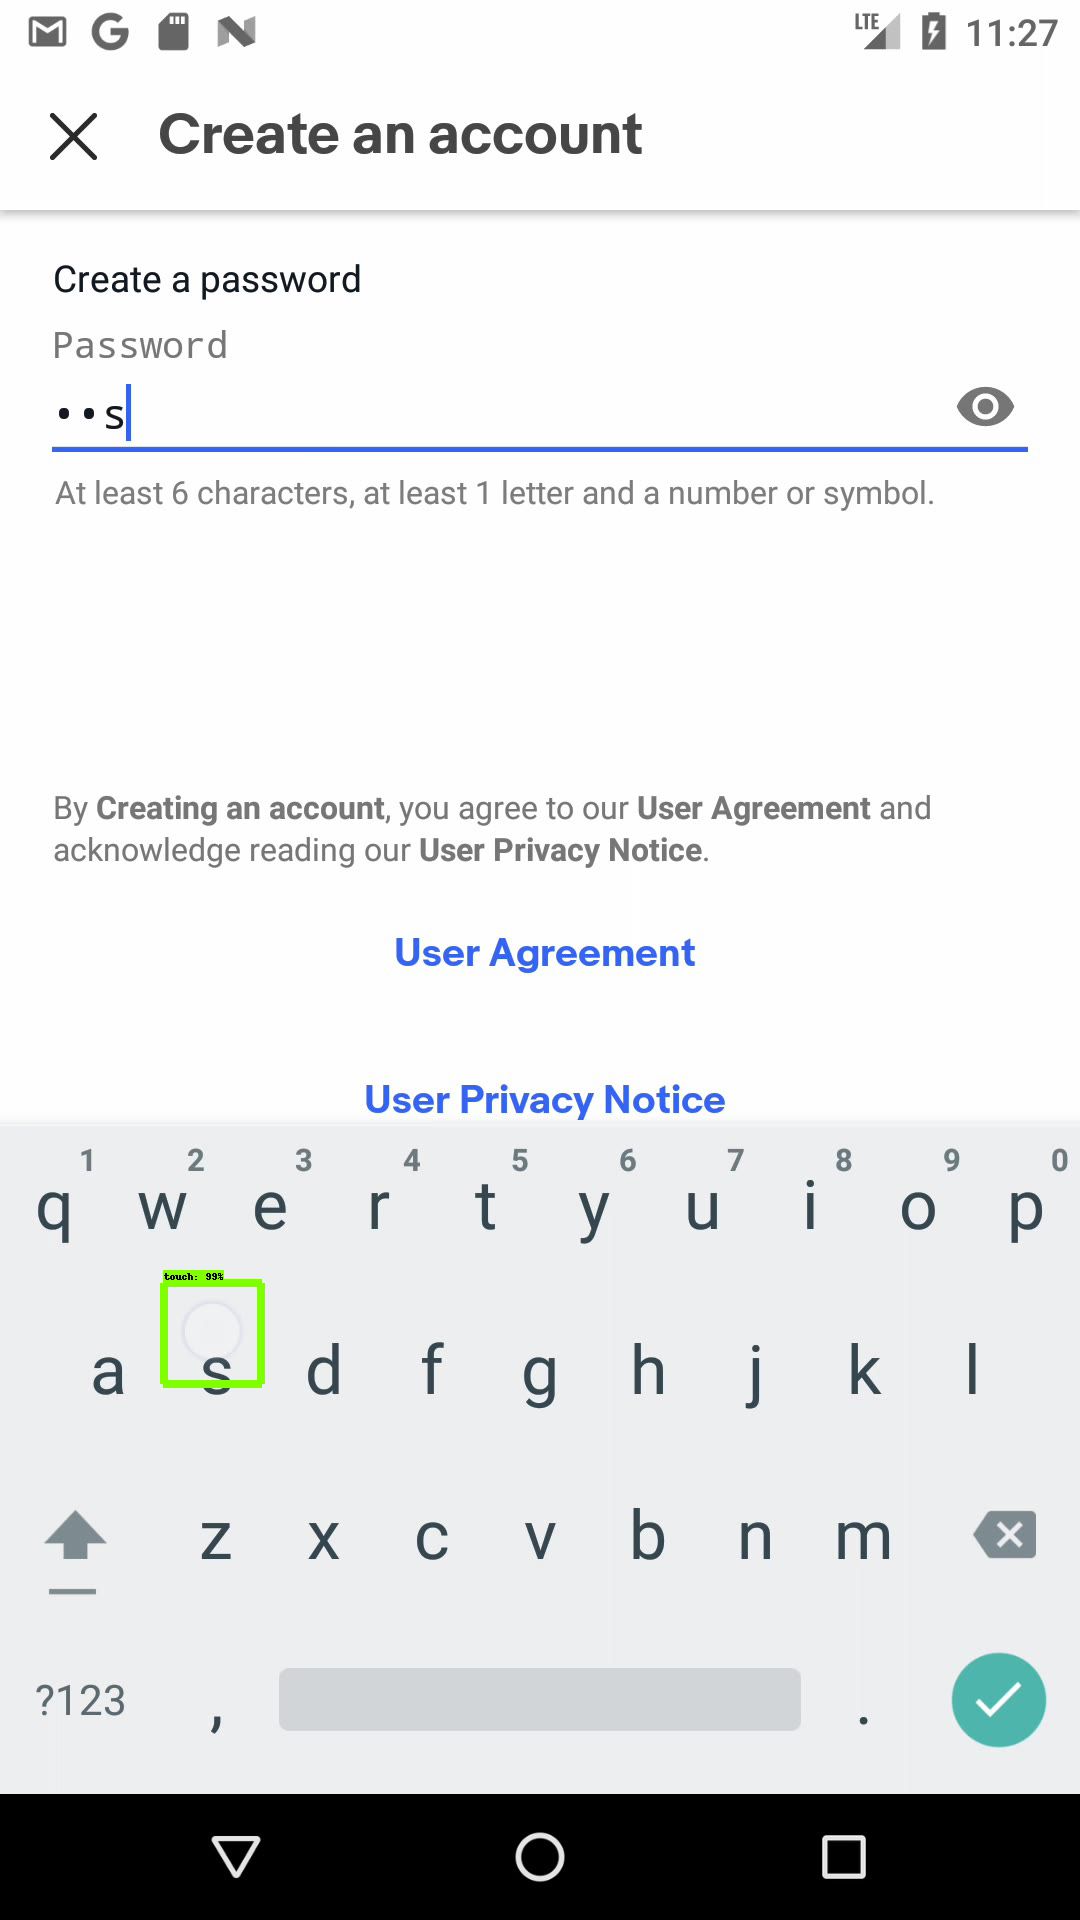 LTE 11:27
Create an account
Create a password
Password
••s
At least 6 characters, at least 1 letter and a number or symbol.
By Creating an account, you agree to our User Agreement and
acknowledge reading our User Privacy Notice.
User Agreement
User Privacy Notice
1 2 3 4 5 6 7 8 9 0
q w e r t y u i o p
touch: 99%
a s d f g h j k l
z x c v b n m
?123 , .